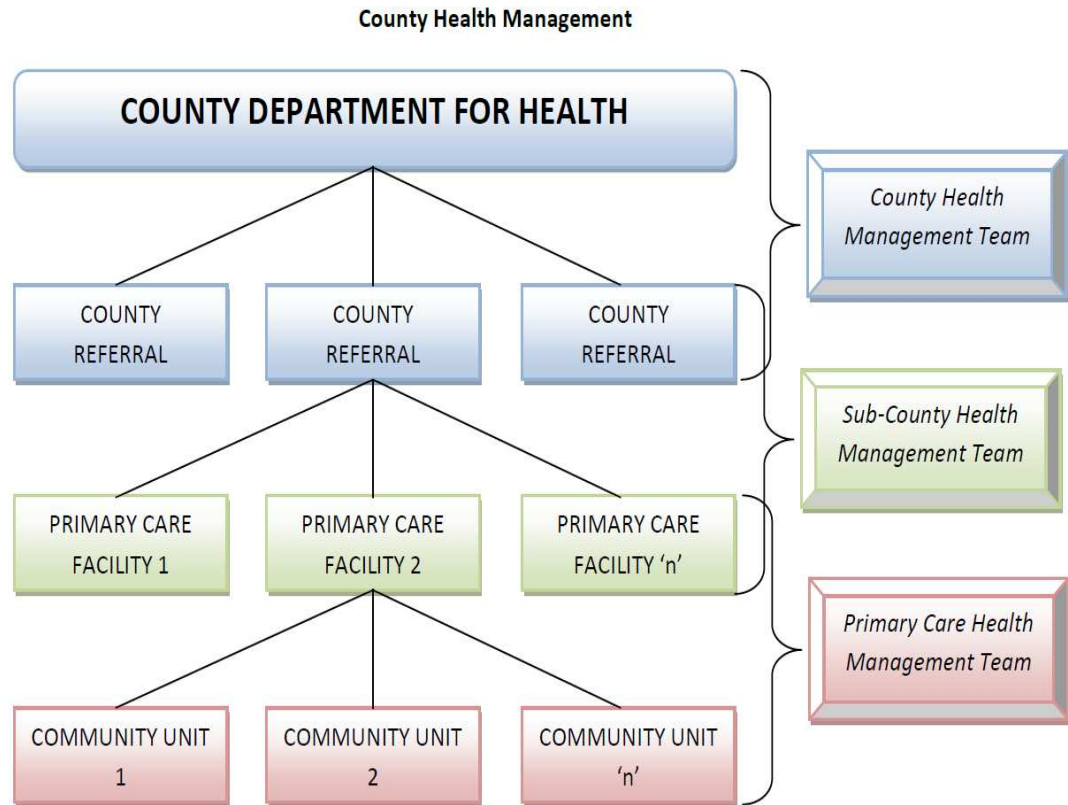 County Health Management
COUNTY DEPARTMENT FOR HEALTH
County Health
Management Team
COUNTY
REFERRAL
COUNTY
REFERRAL
COUNTY
REFERRAL
Sub-County Health
Management Team
PRIMARY CARE
FACILITY 1
PRIMARY CARE
FACILITY 2
PRIMARY CARE
FACILITY ‘n’
Primary Care Health
Management Team
COMMUNITY UNIT
1
COMMUNITY UNIT
2
COMMUNITY UNIT
‘n’